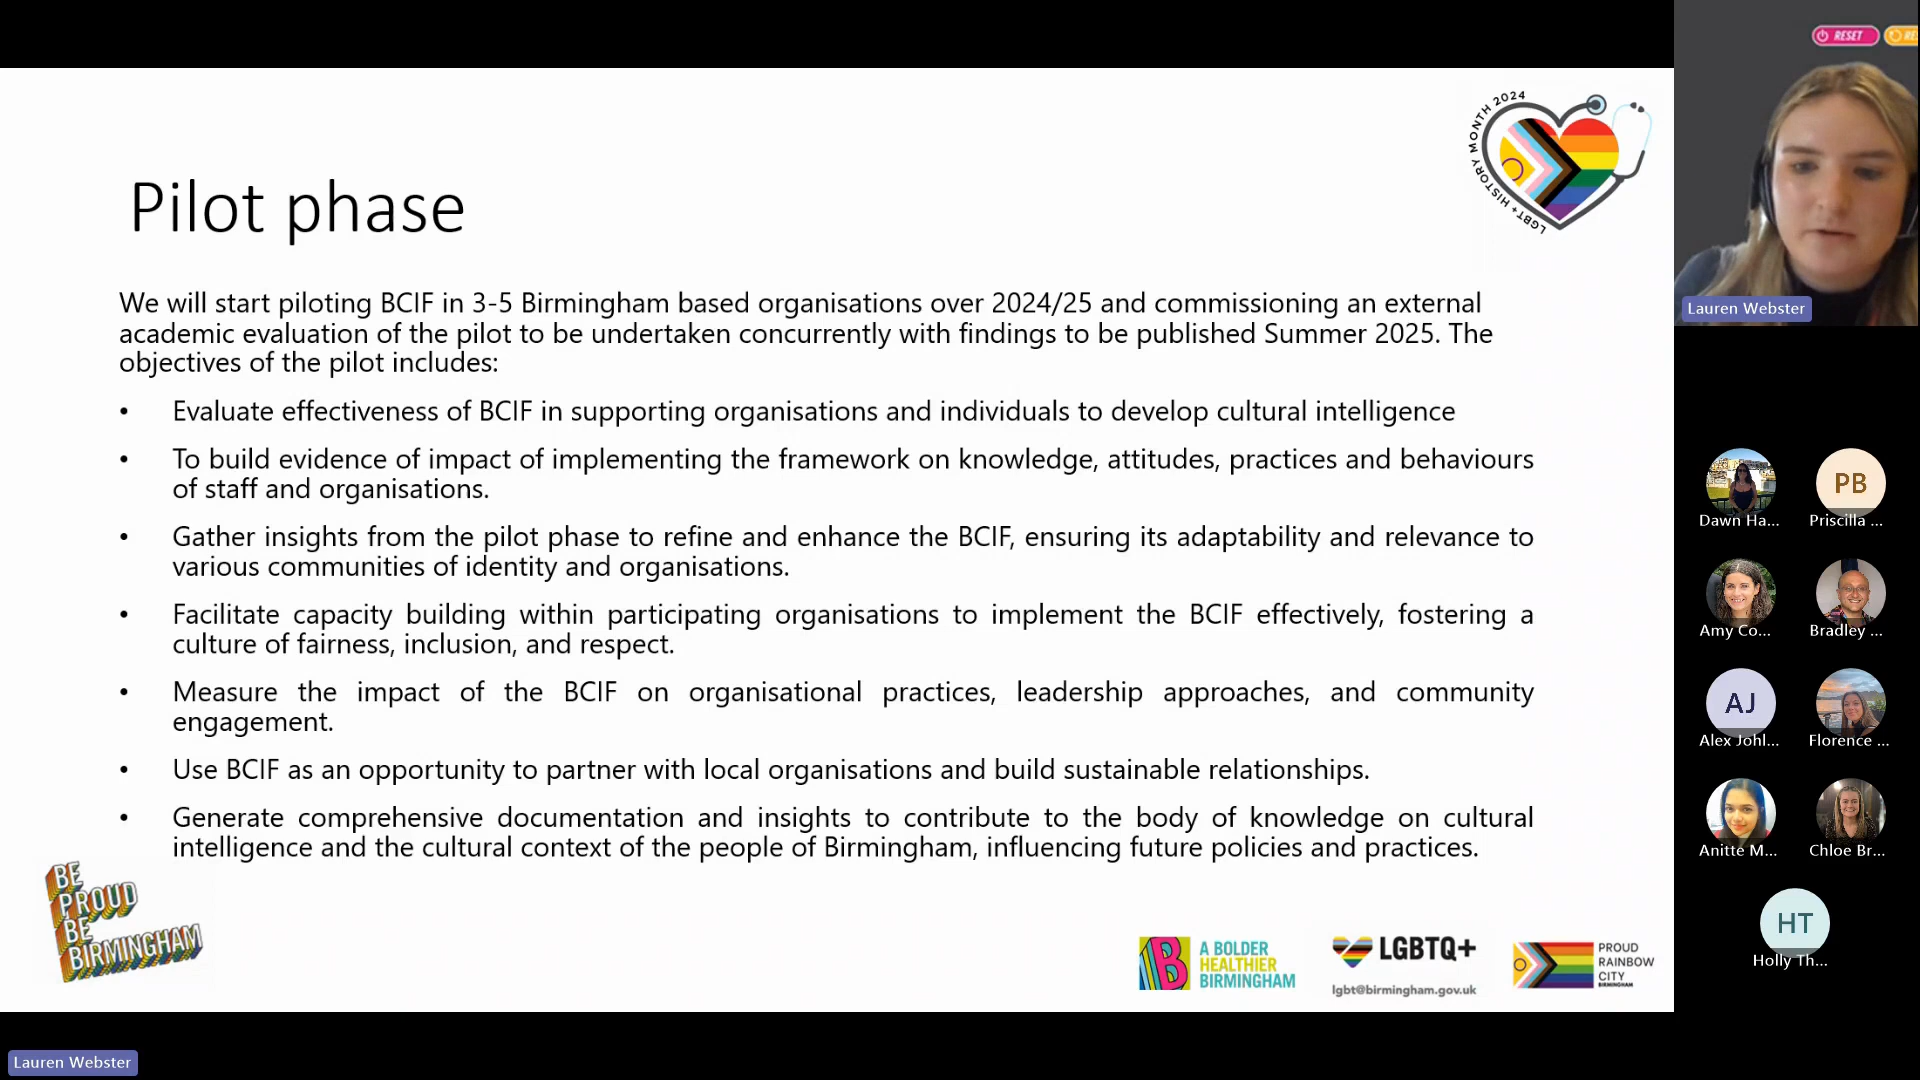 RESET
LGBT+ HISTORY MONTH 2024
Pilot phase
We will start piloting BCIF in 3-5 Birmingham based organisations over 2024/25 and commissioning an external
academic evaluation of the pilot to be undertaken concurrently with findings to be published Summer 2025. The
objectives of the pilot includes:
• Evaluate effectiveness of BCIF in supporting organisations and individuals to develop cultural intelligence
• To build evidence of impact of implementing the framework on knowledge, attitudes, practices and behaviours
of staff and organisations.
• Gather insights from the pilot phase to refine and enhance the BCIF, ensuring its adaptability and relevance to
various communities of identity and organisations.
• Facilitate capacity building within participating organisations to implement the BCIF effectively, fostering a
culture of fairness, inclusion, and respect.
• Measure the impact of the BCIF on organisational practices, leadership approaches, and community
engagement.
• Use BCIF as an opportunity to partner with local organisations and build sustainable relationships.
• Generate comprehensive documentation and insights to contribute to the body of knowledge on cultural
intelligence and the cultural context of the people of Birmingham, influencing future policies and practices.
BE
PROUD
BE
BIRMINGHAM
B
A BOLDER
HEALTHIER
BIRMINGHAM
LGBTQ+
lgbt@birmingham.gov.uk
PROUD
RAINBOW
CITY
BIRMINGHAM
Lauren Webster
Dawn Ha...
PB
Priscilla ...
Amy Co...
Bradley ...
AJ
Alex Johl...
Florence ...
Anitte M...
Chloe Br...
HT
Holly Th...
Lauren Webster